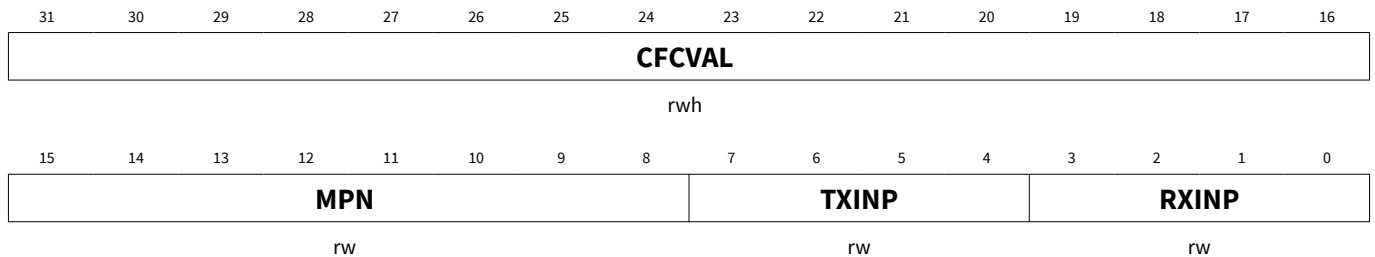 31 30 29 28 27 26 25 24 23 22 21 20 19 18 17 16
CFCVAL
rwh
15 14 13 12 11 10 9 8 7 6 5 4 3 2 1 0
MPN TXINP RXINP
rw rw rw